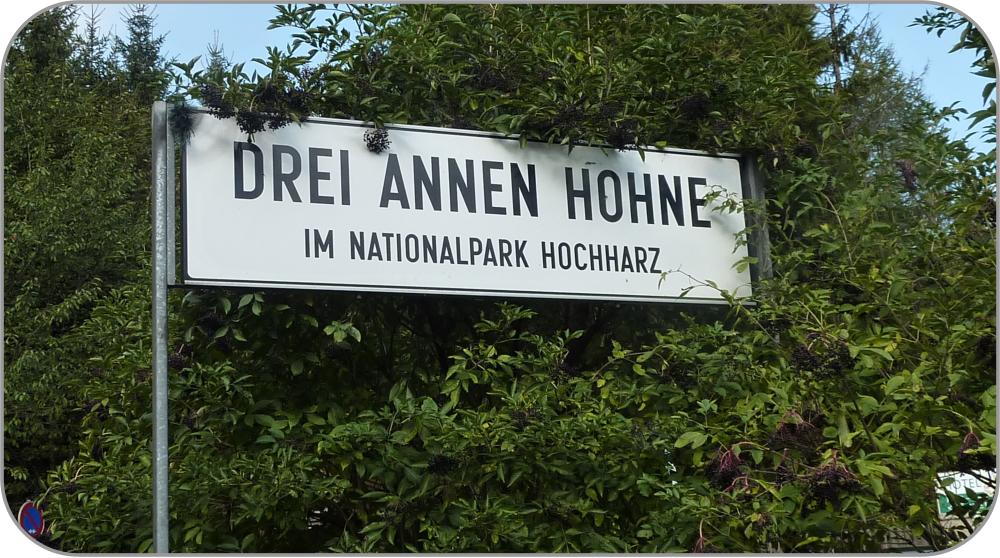 DREI ANNEN HOHNE
IM NATIONALPARK HOCHHARZ